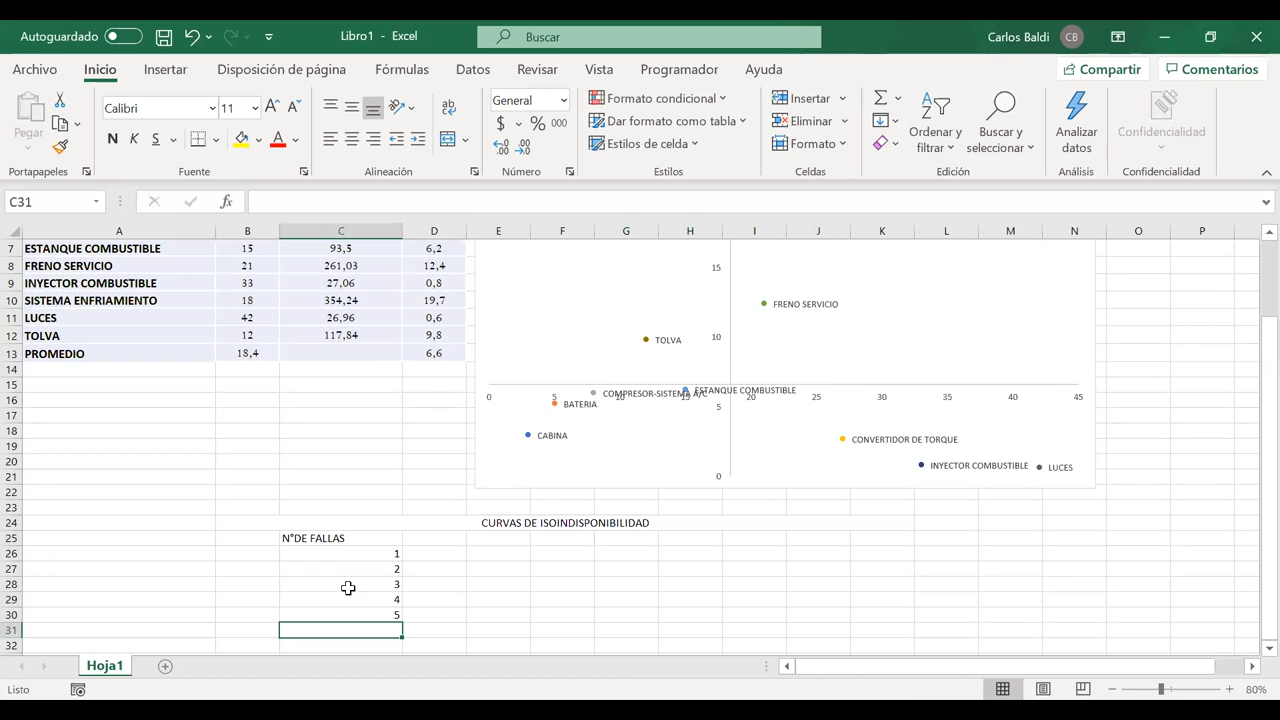 Autoguardado Libro1 - Excel Buscar Carlos Baldi CB
Archivo Inicio Insertar Disposición de página Fórmulas Datos Revisar Vista Programador Ayuda Compartir Comentarios
Pegar Calibri 11 General Formato condicional Insertar
N K S $ % 000 Dar formato como tabla Eliminar Ordenar y filtrar Buscar y seleccionar Analizar datos Confidencialidad
Estilos de celda Formato
Portapapeles Fuente Alineación Número Estilos Celdas Edición Análisis Confidencialidad
C31 fx
A B C D E F G H I J K L M N O P
7 ESTANQUE COMBUSTIBLE 15 93,5 6,2
8 FRENO SERVICIO 21 261,03 12,4
9 INYECTOR COMBUSTIBLE 33 27,06 0,8
10 SISTEMA ENFRIAMIENTO 18 354,24 19,7
11 LUCES 42 26,96 0,6
12 TOLVA 12 117,84 9,8
13 PROMEDIO 18,4 6,6
14
15
16
17
18
19
20
21
22
23
24 CURVAS DE ISOINDISPONIBILIDAD
25 N°DE FALLAS
26 1
27 2
28 3
29 4
30 5
31
32
15
FRENO SERVICIO
10
TOLVA
ESTANQUE COMBUSTIBLE
COMPRESOR-SISTEMA A/C
0 5 10 15 20 25 30 35 40 45
BATERIA
5
CABINA
CONVERTIDOR DE TORQUE
INYECTOR COMBUSTIBLE LUCES
0
Hoja1
Listo 80%